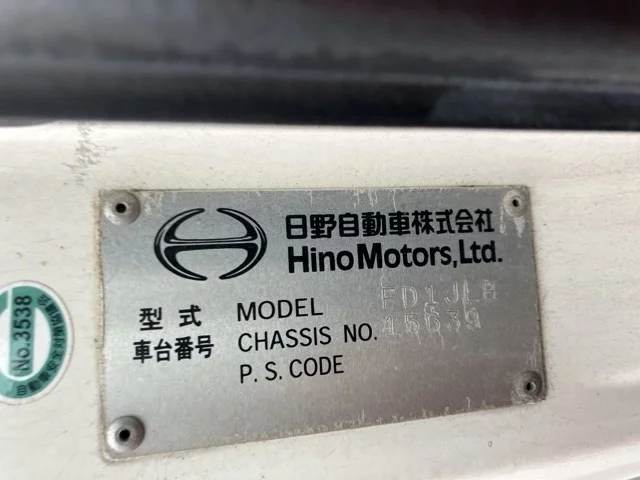 日野自動車株式会社
Hino Motors, Ltd.
型式 MODEL FD1JLB
車台番号 CHASSIS NO. 15639
P. S. CODE
No.3538